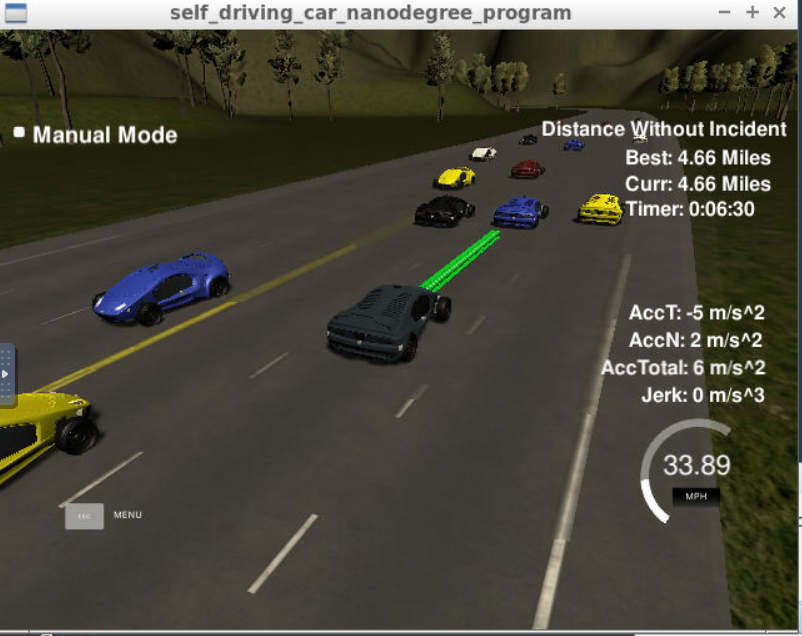 self_driving_car_nanodegree_program
Manual Mode
Distance Without Incident
Best: 4.66 Miles
Curr: 4.66 Miles
Timer: 0:06:30
AccT: -5 m/s^2
AccN: 2 m/s^2
AccTotal: 6 m/s^2
Jerk: 0 m/s^3
33.89
MPH
ESC MENU